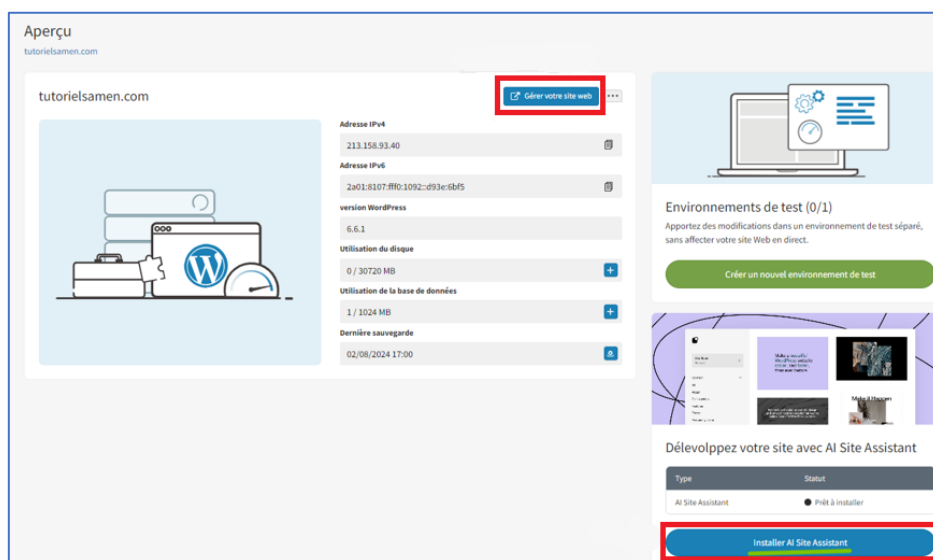 Aperçu
tutorielsamen.com
tutorielsamen.com
Gérer votre site web
Adresse IPv4
213.158.93.40
Adresse IPv6
2a01:8107:fff0:1092::d93e:6bf5
version WordPress
6.6.1
Utilisation du disque
0 / 30720 MB
Utilisation de la base de données
1 / 1024 MB
Dernière sauvegarde
02/08/2024 17:00
Environnements de test (0/1)
Apportez des modifications dans un environnement de test séparé,
sans affecter votre site Web en direct.
Créer un nouvel environnement de test
Make It Happen
Délevolppez votre site avec AI Site Assistant
Type Statut
AI Site Assistant Prêt à installer
Installer AI Site Assistant